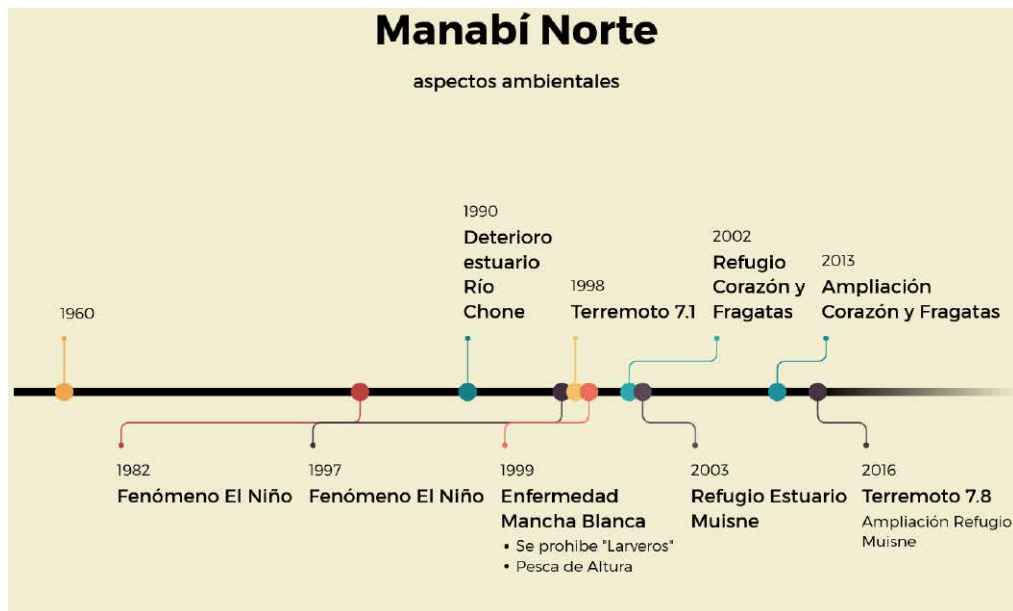 Manabí Norte
aspectos ambientales
1960
1990
Deterioro
estuario
Río
Chone
1998
Terremoto 7.1
2002
Refugio
Corazón y
Fragatas
2013
Ampliación
Corazón y Fragatas
1982
Fenómeno El Niño
1997
Fenómeno El Niño
1999
Enfermedad
Mancha Blanca
• Se prohibe "Larveros"
• Pesca de Altura
2003
Refugio Estuario
Muisne
2016
Terremoto 7.8
Ampliación Refugio
Muisne